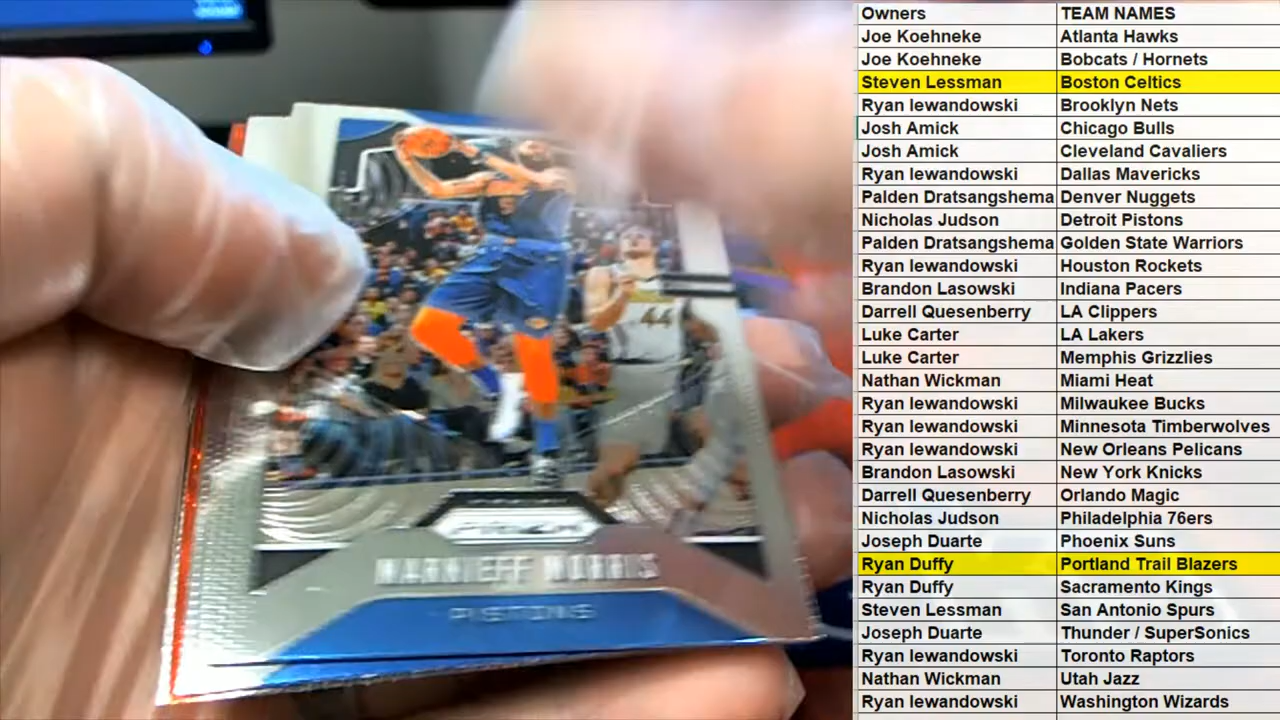 44
PRIZM
MARKIEFF MORRIS
PISTONS
Owners TEAM NAMES
Joe Koehneke Atlanta Hawks
Joe Koehneke Bobcats / Hornets
Steven Lessman Boston Celtics
Ryan lewandowski Brooklyn Nets
Josh Amick Chicago Bulls
Josh Amick Cleveland Cavaliers
Ryan lewandowski Dallas Mavericks
Palden Dratsangshema Denver Nuggets
Nicholas Judson Detroit Pistons
Palden Dratsangshema Golden State Warriors
Ryan lewandowski Houston Rockets
Brandon Lasowski Indiana Pacers
Darrell Quesenberry LA Clippers
Luke Carter LA Lakers
Luke Carter Memphis Grizzlies
Nathan Wickman Miami Heat
Ryan lewandowski Milwaukee Bucks
Ryan lewandowski Minnesota Timberwolves
Ryan lewandowski New Orleans Pelicans
Brandon Lasowski New York Knicks
Darrell Quesenberry Orlando Magic
Nicholas Judson Philadelphia 76ers
Joseph Duarte Phoenix Suns
Ryan Duffy Portland Trail Blazers
Ryan Duffy Sacramento Kings
Steven Lessman San Antonio Spurs
Joseph Duarte Thunder / SuperSonics
Ryan lewandowski Toronto Raptors
Nathan Wickman Utah Jazz
Ryan lewandowski Washington Wizards